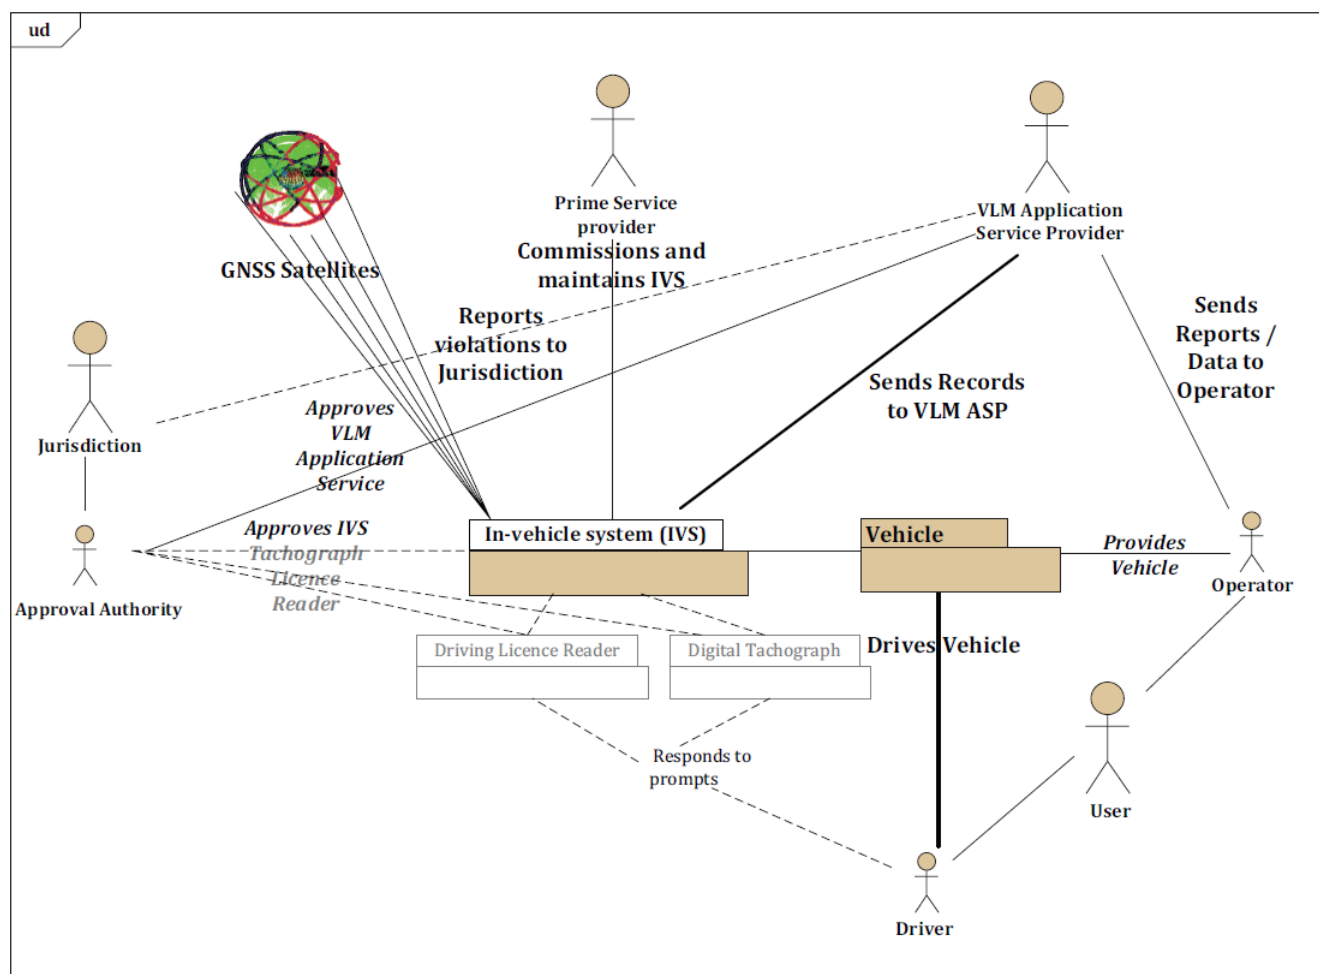 ud
Prime Service
provider
Commissions and
maintains IVS
VLM Application
Service Provider
GNSS Satellites
Reports
violations to
Jurisdiction
Sends
Reports /
Data to
Operator
Sends Records
to VLM ASP
Jurisdiction
Approves
VLM
Application
Service
Approves IVS
Tachograph
Licence
Reader
Approval Authority
In-vehicle system (IVS)
Vehicle
Provides
Vehicle
Operator
Driving Licence Reader
Digital Tachograph
Drives Vehicle
Responds to
prompts
User
Driver